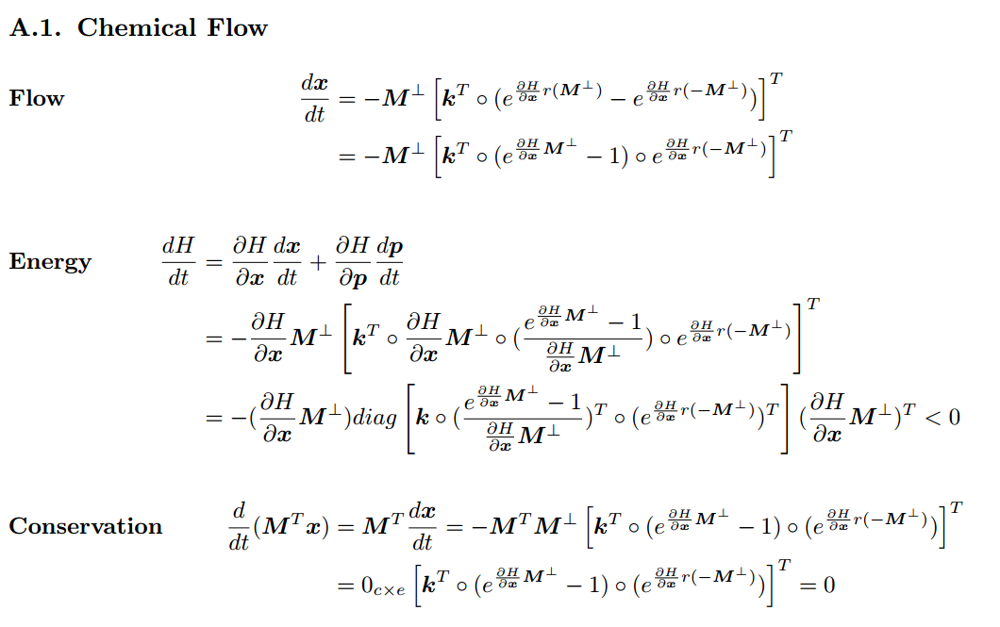 A.1. Chemical Flow
Flow $\frac{d\boldsymbol{x}}{dt} = -\boldsymbol{M}^{\perp} \left[ \boldsymbol{k}^T \circ (e^{\frac{\partial H}{\partial \boldsymbol{x}} r(\boldsymbol{M}^{\perp})} - e^{\frac{\partial H}{\partial \boldsymbol{x}} r(-\boldsymbol{M}^{\perp})}) \right]^T$
$= -\boldsymbol{M}^{\perp} \left[ \boldsymbol{k}^T \circ (e^{\frac{\partial H}{\partial \boldsymbol{x}} \boldsymbol{M}^{\perp}} - 1) \circ e^{\frac{\partial H}{\partial \boldsymbol{x}} r(-\boldsymbol{M}^{\perp})} \right]^T$
Energy $\frac{dH}{dt} = \frac{\partial H}{\partial \boldsymbol{x}} \frac{d\boldsymbol{x}}{dt} + \frac{\partial H}{\partial \boldsymbol{p}} \frac{d\boldsymbol{p}}{dt}$
$= -\frac{\partial H}{\partial \boldsymbol{x}} \boldsymbol{M}^{\perp} \left[ \boldsymbol{k}^T \circ \frac{\partial H}{\partial \boldsymbol{x}} \boldsymbol{M}^{\perp} \circ (\frac{e^{\frac{\partial H}{\partial \boldsymbol{x}} \boldsymbol{M}^{\perp}} - 1}{\frac{\partial H}{\partial \boldsymbol{x}} \boldsymbol{M}^{\perp}}) \circ e^{\frac{\partial H}{\partial \boldsymbol{x}} r(-\boldsymbol{M}^{\perp})} \right]^T$
$= -(\frac{\partial H}{\partial \boldsymbol{x}} \boldsymbol{M}^{\perp}) diag \left[ \boldsymbol{k} \circ (\frac{e^{\frac{\partial H}{\partial \boldsymbol{x}} \boldsymbol{M}^{\perp}} - 1}{\frac{\partial H}{\partial \boldsymbol{x}} \boldsymbol{M}^{\perp}})^T \circ (e^{\frac{\partial H}{\partial \boldsymbol{x}} r(-\boldsymbol{M}^{\perp})})^T \right] (\frac{\partial H}{\partial \boldsymbol{x}} \boldsymbol{M}^{\perp})^T < 0$
Conservation $\frac{d}{dt}(\boldsymbol{M}^T \boldsymbol{x}) = \boldsymbol{M}^T \frac{d\boldsymbol{x}}{dt} = -\boldsymbol{M}^T \boldsymbol{M}^{\perp} \left[ \boldsymbol{k}^T \circ (e^{\frac{\partial H}{\partial \boldsymbol{x}} \boldsymbol{M}^{\perp}} - 1) \circ (e^{\frac{\partial H}{\partial \boldsymbol{x}} r(-\boldsymbol{M}^{\perp})}) \right]^T$
$= 0_{c \times e} \left[ \boldsymbol{k}^T \circ (e^{\frac{\partial H}{\partial \boldsymbol{x}} \boldsymbol{M}^{\perp}} - 1) \circ (e^{\frac{\partial H}{\partial \boldsymbol{x}} r(-\boldsymbol{M}^{\perp})}) \right]^T = 0$